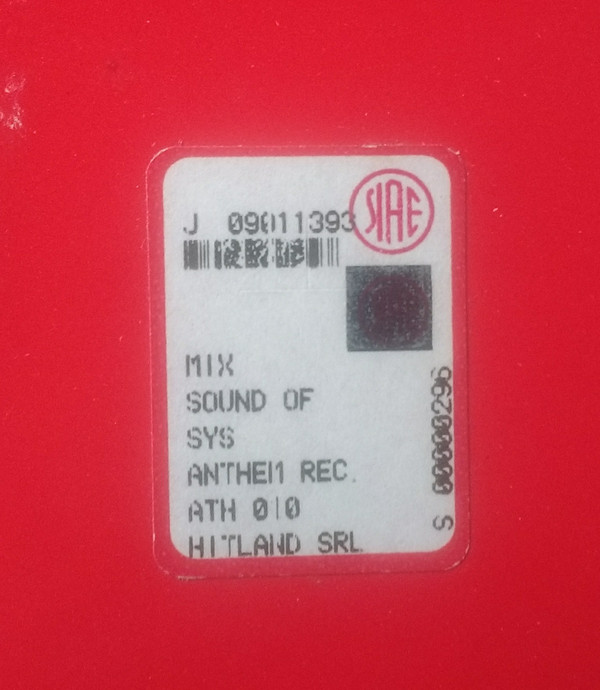 SIAE
J 09011393
MIX
SOUND OF
SYS
ANTHEM REC.
ATH 010
HITLAND SRL
S 00000296